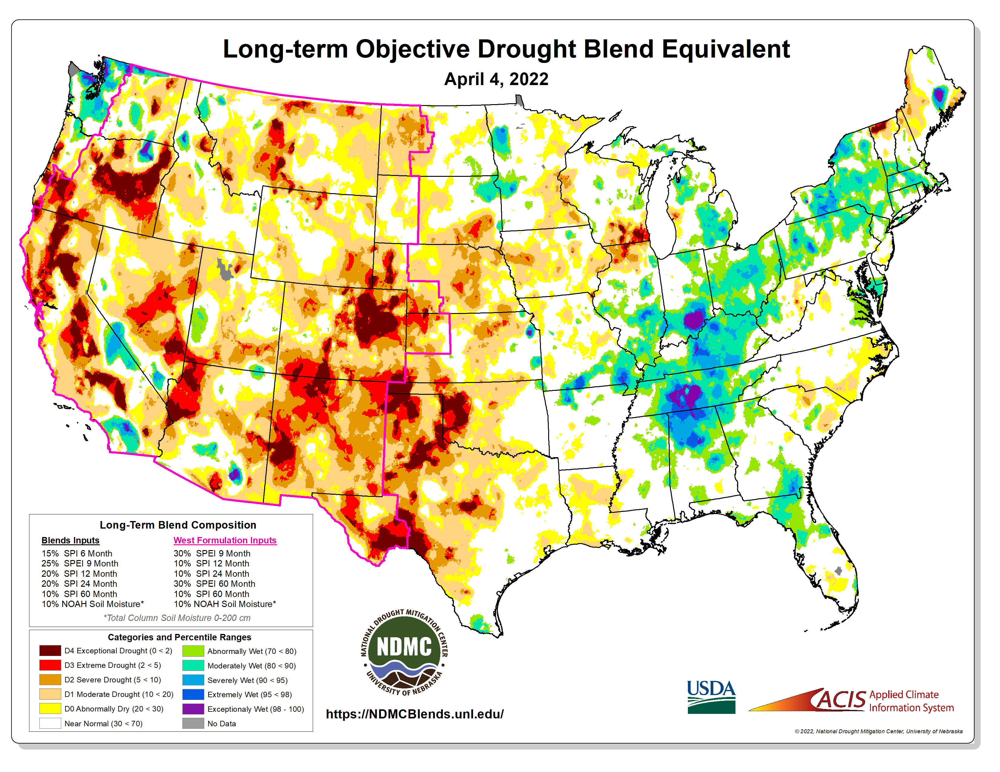 Long-term Objective Drought Blend Equivalent
April 4, 2022
Long-Term Blend Composition
Blends Inputs
15% SPI 6 Month
25% SPEI 9 Month
20% SPI 12 Month
20% SPI 24 Month
10% SPI 60 Month
10% NOAH Soil Moisture*
West Formulation Inputs
30% SPEI 9 Month
10% SPI 12 Month
10% SPI 24 Month
30% SPEI 60 Month
10% SPI 60 Month
10% NOAH Soil Moisture*
*Total Column Soil Moisture 0-200 cm
Categories and Percentile Ranges
D4 Exceptional Drought (0 < 2)
D3 Extreme Drought (2 < 5)
D2 Severe Drought (5 < 10)
D1 Moderate Drought (10 < 20)
D0 Abnormally Dry (20 < 30)
Near Normal (30 < 70)
Abnormally Wet (70 < 80)
Moderately Wet (80 < 90)
Severely Wet (90 < 95)
Extremely Wet (95 < 98)
Exceptionaly Wet (98 - 100)
No Data
NATIONAL DROUGHT MITIGATION CENTER
NDMC
UNIVERSITY OF NEBRASKA
https://NDMCBlends.unl.edu/
USDA
ACIS
Applied Climate
Information System
© 2022, National Drought Mitigation Center, University of Nebraska